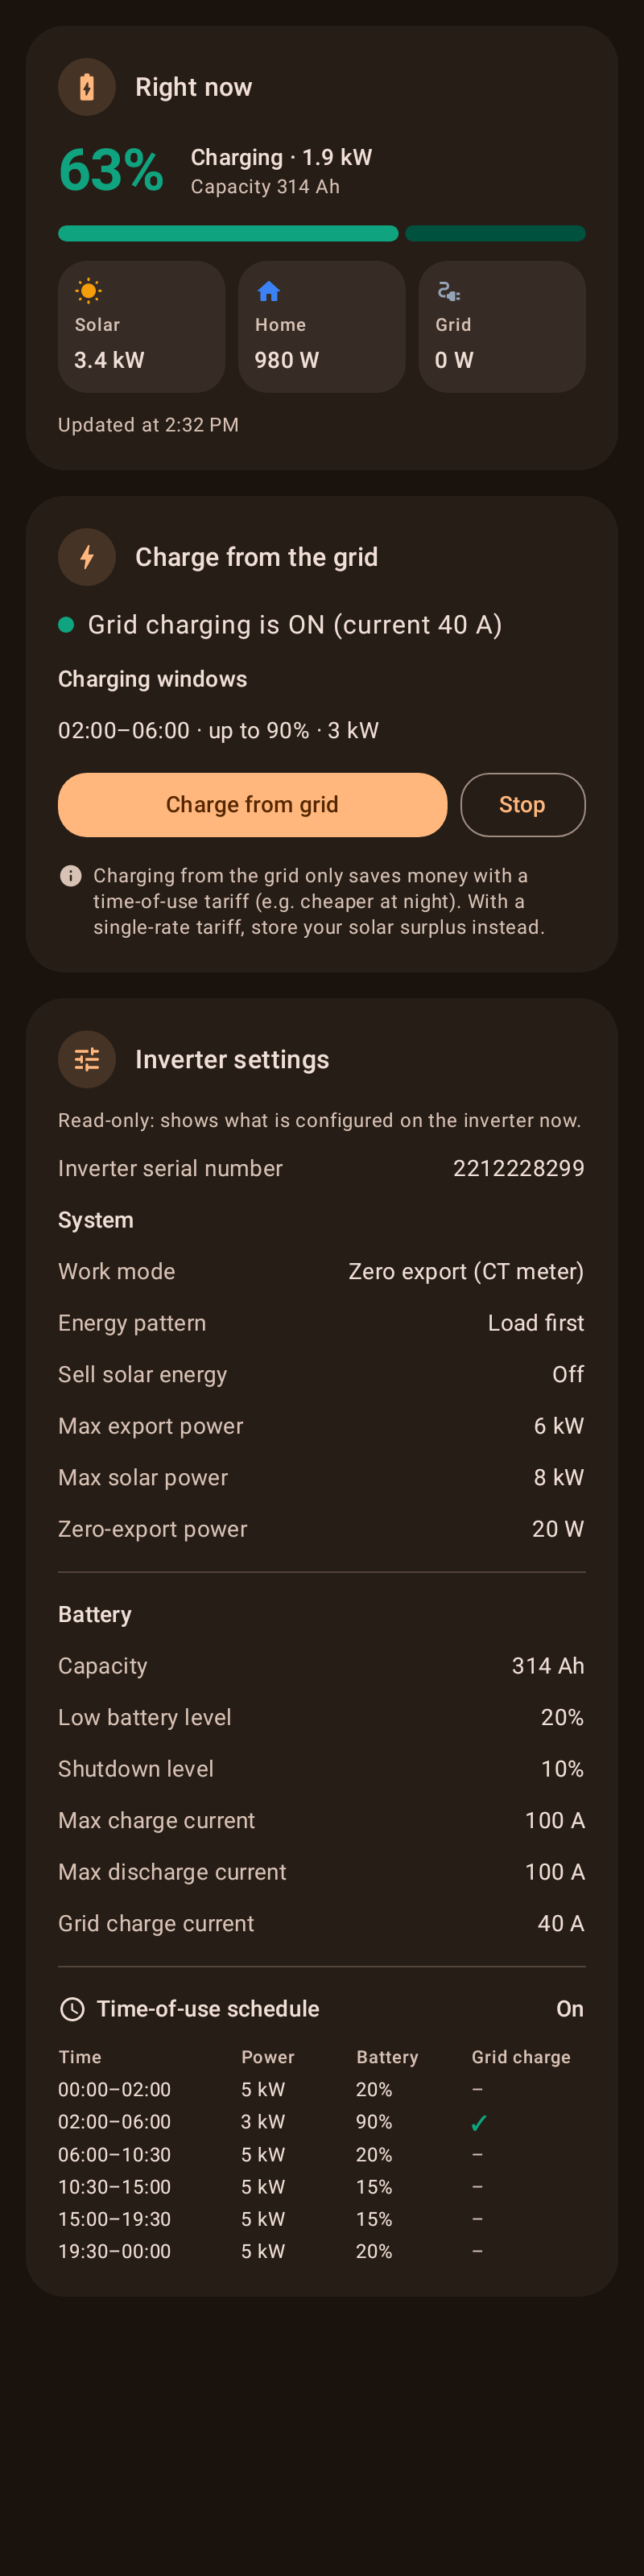 Right now
63%
Charging · 1.9 kW
Capacity 314 Ah
Solar
3.4 kW
Home
980 W
Grid
0 W
Updated at 2:32 PM
Charge from the grid
Grid charging is ON (current 40 A)
Charging windows
02:00–06:00 · up to 90% · 3 kW
Charge from grid
Stop
Charging from the grid only saves money with a
time-of-use tariff (e.g. cheaper at night). With a
single-rate tariff, store your solar surplus instead.
Inverter settings
Read-only: shows what is configured on the inverter now.
Inverter serial number 2212228299
System
Work mode Zero export (CT meter)
Energy pattern Load first
Sell solar energy Off
Max export power 6 kW
Max solar power 8 kW
Zero-export power 20 W
Battery
Capacity 314 Ah
Low battery level 20%
Shutdown level 10%
Max charge current 100 A
Max discharge current 100 A
Grid charge current 40 A
Time-of-use schedule On
Time Power Battery Grid charge
00:00–02:00 5 kW 20% –
02:00–06:00 3 kW 90% ✓
06:00–10:30 5 kW 20% –
10:30–15:00 5 kW 15% –
15:00–19:30 5 kW 15% –
19:30–00:00 5 kW 20% –